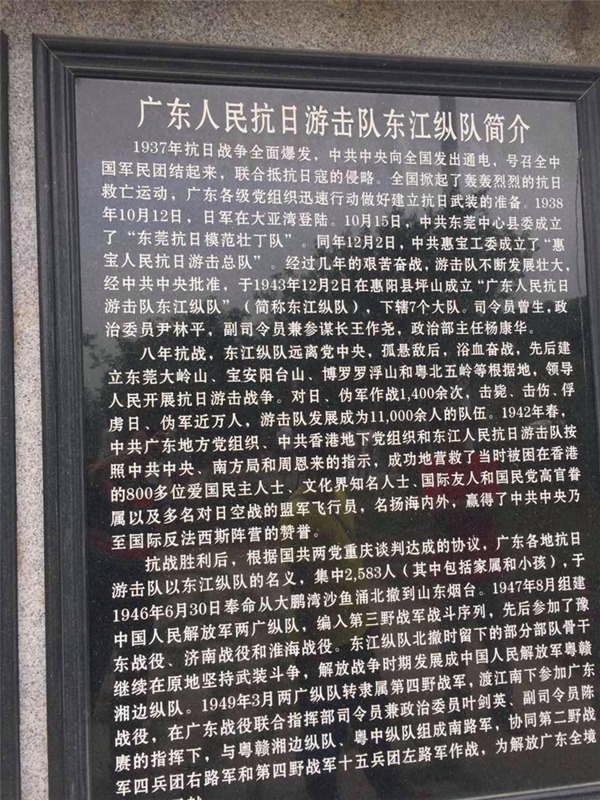 广东人民抗日游击队东江纵队简介
1937年抗日战争全面爆发，中共中央向全国发出通电，号召全中
国军民团结起来，联合抵抗日寇的侵略。全国掀起了轰轰烈烈的抗日
救亡运动，广东各级党组织迅速行动做好建立抗日武装的准备。1938
年10月12日，日军在大亚湾登陆。10月15日，中共东莞中心县委成立
了“东莞抗日模范壮丁队”。同年12月2日，中共惠宝工委成立了“惠
宝人民抗日游击总队”。经过几年的艰苦奋战，游击队不断发展壮大，
经中共中央批准，于1943年12月2日在惠阳县坪山成立“广东人民抗日
游击队东江纵队”（简称东江纵队），下辖7个大队。司令员曾生，政
治委员尹林平，副司令员兼参谋长王作尧，政治部主任杨康华。
八年抗战，东江纵队远离党中央，孤悬敌后，浴血奋战，先后建
立东莞大岭山、宝安阳台山、博罗罗浮山和粤北五岭等根据地，领导
人民开展抗日游击战争。对日、伪军作战1,400余次，击毙、击伤、俘
虏日、伪军近万人，游击队发展成为11,000余人的队伍。1942年春，
中共广东地方党组织、中共香港地下党组织和东江人民抗日游击队按
照中共中央、南方局和周恩来的指示，成功地营救了当时被困在香港
的800多位爱国民主人士、文化界知名人士、国际友人和国民党高官眷
属以及多名对日空战的盟军飞行员，名扬海内外，赢得了中共中央乃
至国际反法西斯阵营的赞誉。
抗战胜利后，根据国共两党重庆谈判达成的协议，广东各地抗日
游击队以东江纵队的名义，集中2,583人（其中包括家属和小孩），于
1946年6月30日奉命从大鹏湾沙鱼涌北撤到山东烟台。1947年8月组建
中国人民解放军两广纵队，编入第三野战军战斗序列，先后参加了豫
东战役、济南战役和淮海战役。东江纵队北撤时留下的部分部队骨干
继续在原地坚持武装斗争，解放战争时期发展成中国人民解放军粤赣
湘边纵队。1949年3月两广纵队转隶属第四野战军，渡江南下参加广东
战役，在广东战役联合指挥部司令员兼政治委员叶剑英、副司令员陈
赓的指挥下，与粤赣湘边纵队、粤中纵队组成南路军，协同第二野战
军四兵团右路军和第四野战军十五兵团左路军作战，为解放广东全境